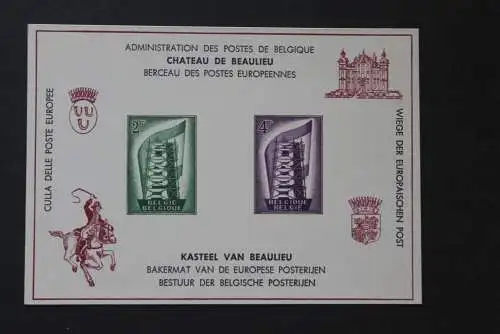 ADMINISTRATION DES POSTES DE BELGIQUE
CHATEAU DE BEAULIEU
BERCEAU DES POSTES EUROPEENNES
CULLA DELLE POSTE EUROPEE
WIEGE DER EUROPAISCHEN POST
2F
BELGIE
BELGIQUE
4F
BELGIQUE
BELGIE
KASTEEL VAN BEAULIEU
BAKERMAT VAN DE EUROPESE POSTERIJEN
BESTUUR DER BELGISCHE POSTERIJEN